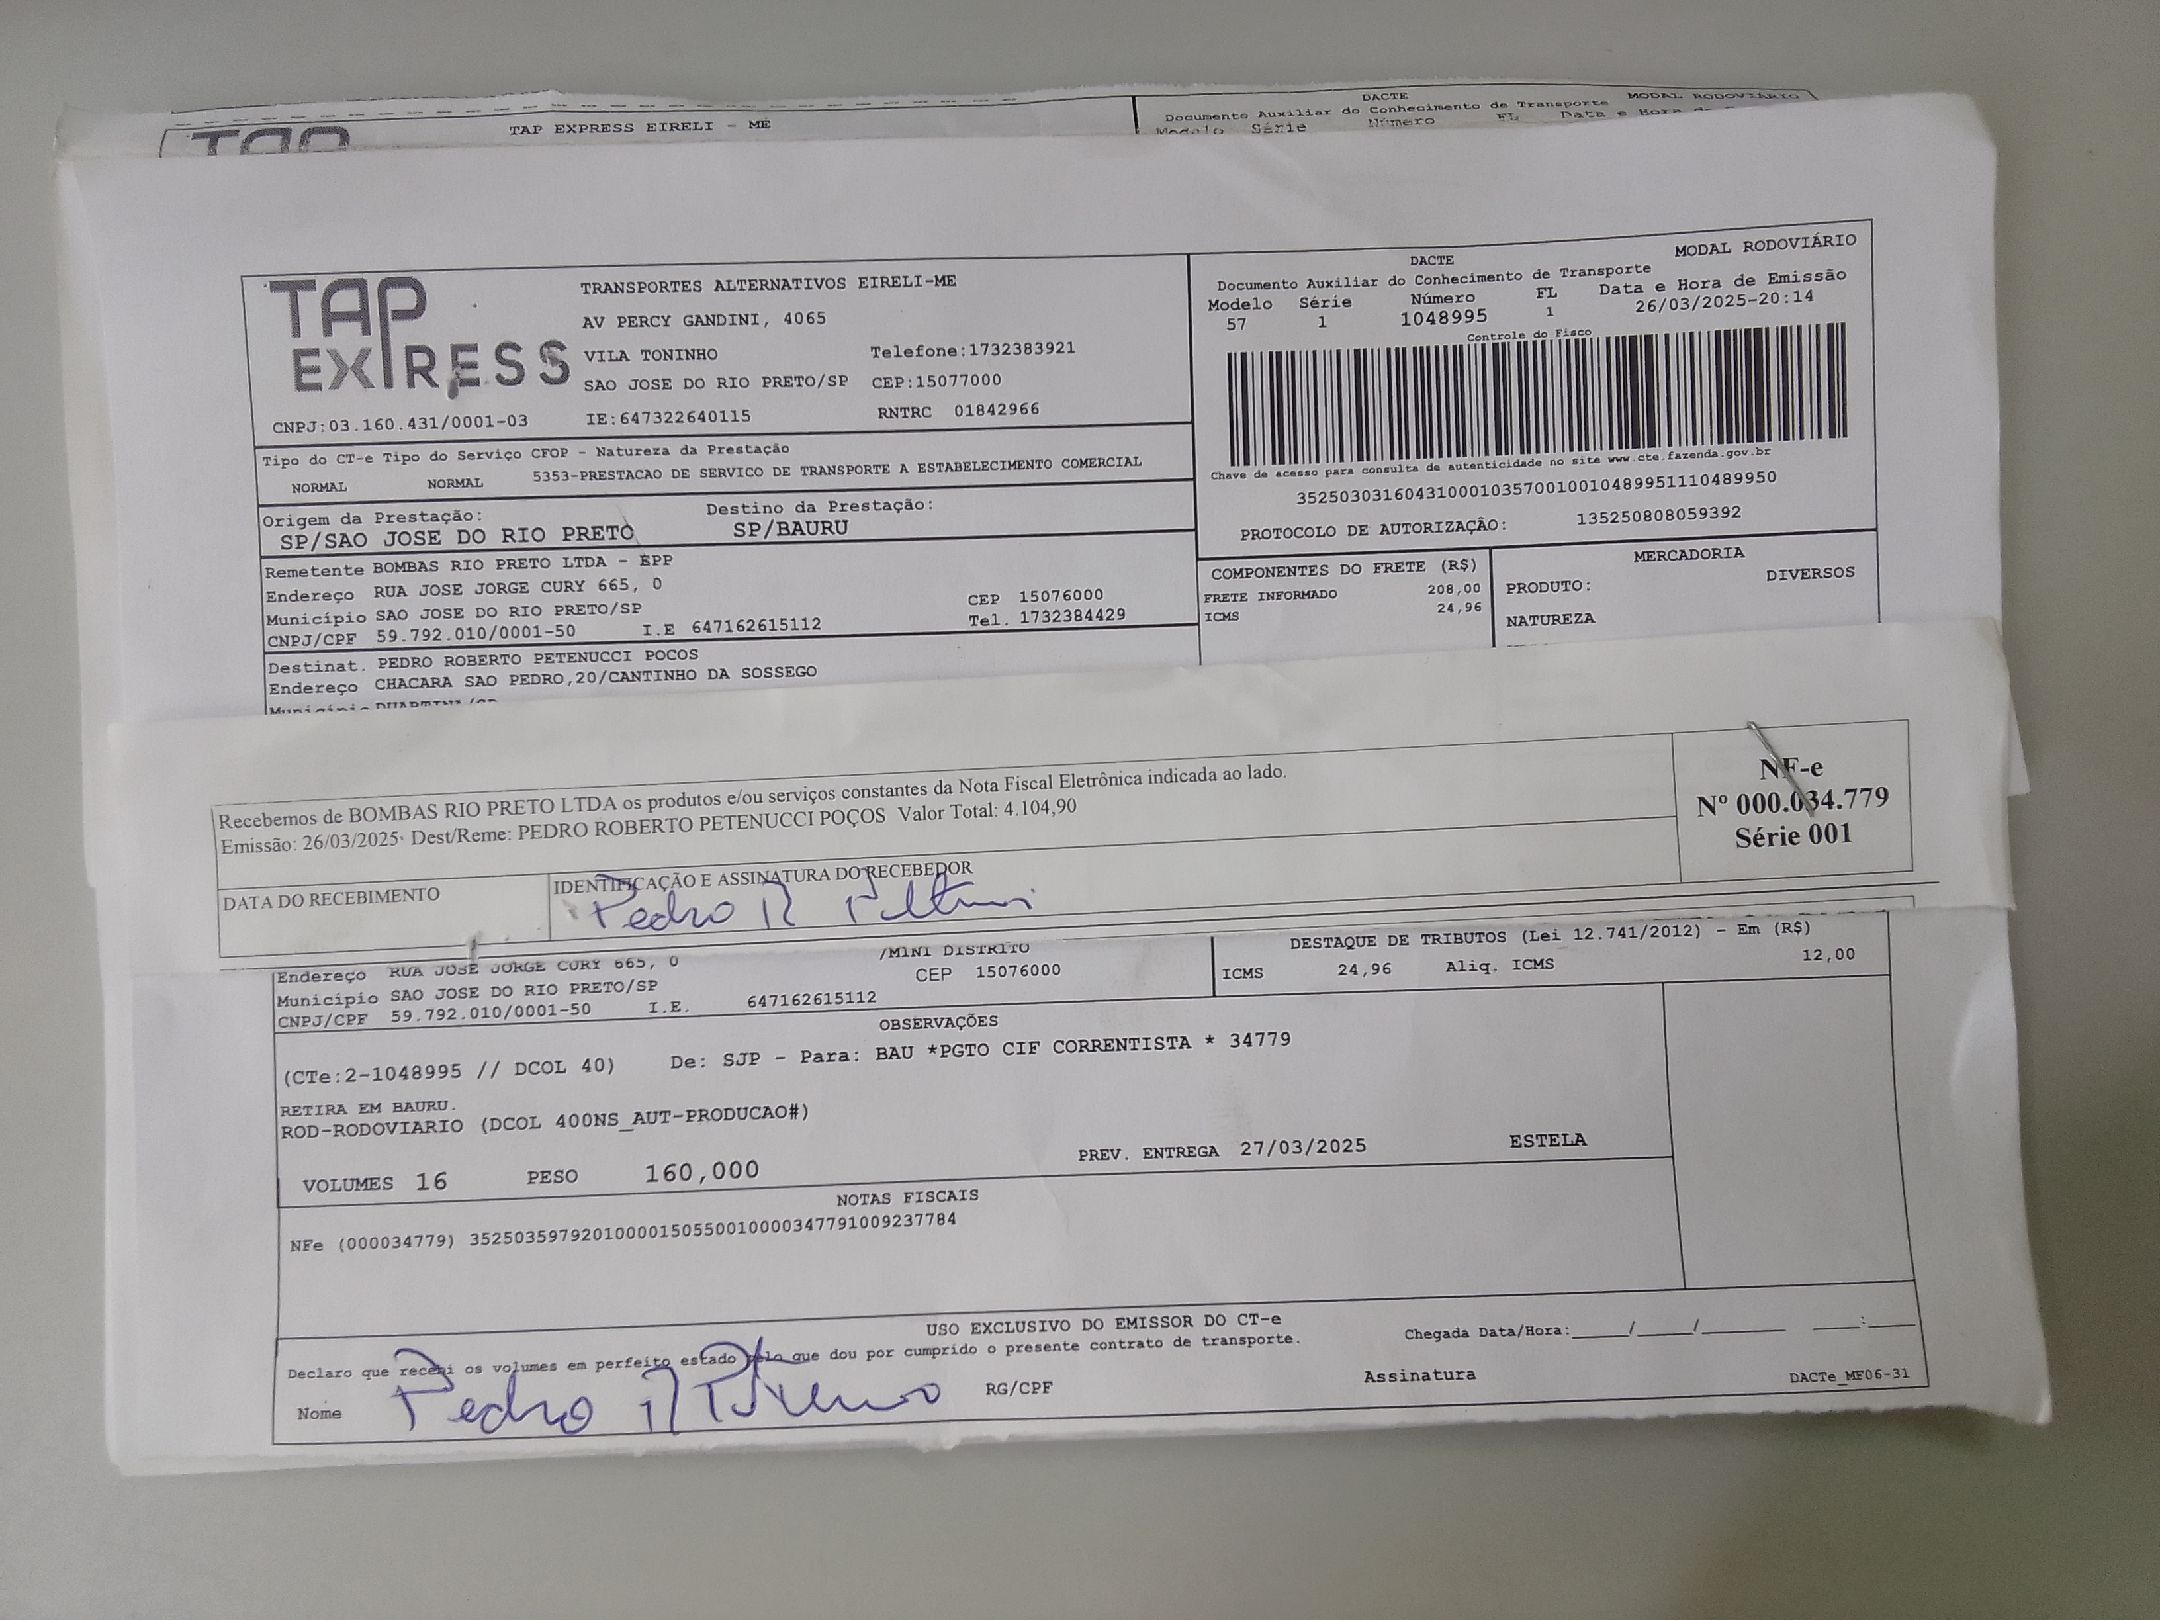 TAP EXPRESS EIRELI - ME
DACTE
MODAL RODOVIÁRIO
Documento Auxiliar do Conhecimento de Transporte
Modelo Série Número FL Data e Hora
TAP
TAP
EXPRESS
TRANSPORTES ALTERNATIVOS EIRELI-ME
AV PERCY GANDINI, 4065
VILA TONINHO Telefone:1732383921
SAO JOSE DO RIO PRETO/SP CEP:15077000
CNPJ:03.160.431/0001-03 IE:647322640115 RNTRC 01842966
DACTE
MODAL RODOVIÁRIO
Documento Auxiliar do Conhecimento de Transporte
Modelo Série Número FL Data e Hora de Emissão
57 1 1048995 1 26/03/2025-20:14
Controle do Fisco
Chave de acesso para consulta de autenticidade no site www.cte.fazenda.gov.br
35250303160431000103570010010489951110489950
PROTOCOLO DE AUTORIZAÇÃO: 135250808059392
Tipo do CT-e Tipo do Serviço CFOP - Natureza da Prestação
NORMAL NORMAL 5353-PRESTACAO DE SERVICO DE TRANSPORTE A ESTABELECIMENTO COMERCIAL
Origem da Prestação: Destino da Prestação:
SP/SAO JOSE DO RIO PRETO SP/BAURU
Remetente BOMBAS RIO PRETO LTDA - EPP
Endereço RUA JOSE JORGE CURY 665, 0
Município SAO JOSE DO RIO PRETO/SP CEP 15076000
CNPJ/CPF 59.792.010/0001-50 I.E 647162615112 Tel. 1732384429
COMPONENTES DO FRETE (R$)
FRETE INFORMADO 208,00
ICMS 24,96
MERCADORIA
PRODUTO: DIVERSOS
NATUREZA
Destinat. PEDRO ROBERTO PETENUCCI POCOS
Endereço CHACARA SAO PEDRO,20/CANTINHO DA SOSSEGO
Município DUARTINA/SP
Recebemos de BOMBAS RIO PRETO LTDA os produtos e/ou serviços constantes da Nota Fiscal Eletrônica indicada ao lado.
Emissão: 26/03/2025 Dest/Reme: PEDRO ROBERTO PETENUCCI POÇOS Valor Total: 4.104,90
NF-e
Nº 000.034.779
Série 001
DATA DO RECEBIMENTO
IDENTIFICAÇÃO E ASSINATURA DO RECEBEDOR
Pedro R
Endereço RUA JOSE JORGE CURY 665, 0 /MINI DISTRITO
Município SAO JOSE DO RIO PRETO/SP CEP 15076000
CNPJ/CPF 59.792.010/0001-50 I.E. 647162615112
DESTAQUE DE TRIBUTOS (Lei 12.741/2012) - Em (R$)
ICMS 24,96 Aliq. ICMS 12,00
OBSERVAÇÕES
(CTe:2-1048995 // DCOL 40) De: SJP - Para: BAU *PGTO CIF CORRENTISTA * 34779
RETIRA EM BAURU.
ROD-RODOVIARIO (DCOL 400NS_AUT-PRODUCAO#)
VOLUMES 16 PESO 160,000 PREV. ENTREGA 27/03/2025 ESTELA
NOTAS FISCAIS
NFe (000034779) 35250359792010000150550010000347791009237784
USO EXCLUSIVO DO EMISSOR DO CT-e
Declaro que recebi os volumes em perfeito estado pelo que dou por cumprido o presente contrato de transporte.
Chegada Data/Hora:_____/_____/_______ ____:____
Nome Pedro R RG/CPF Assinatura
DACTe_MF06-31